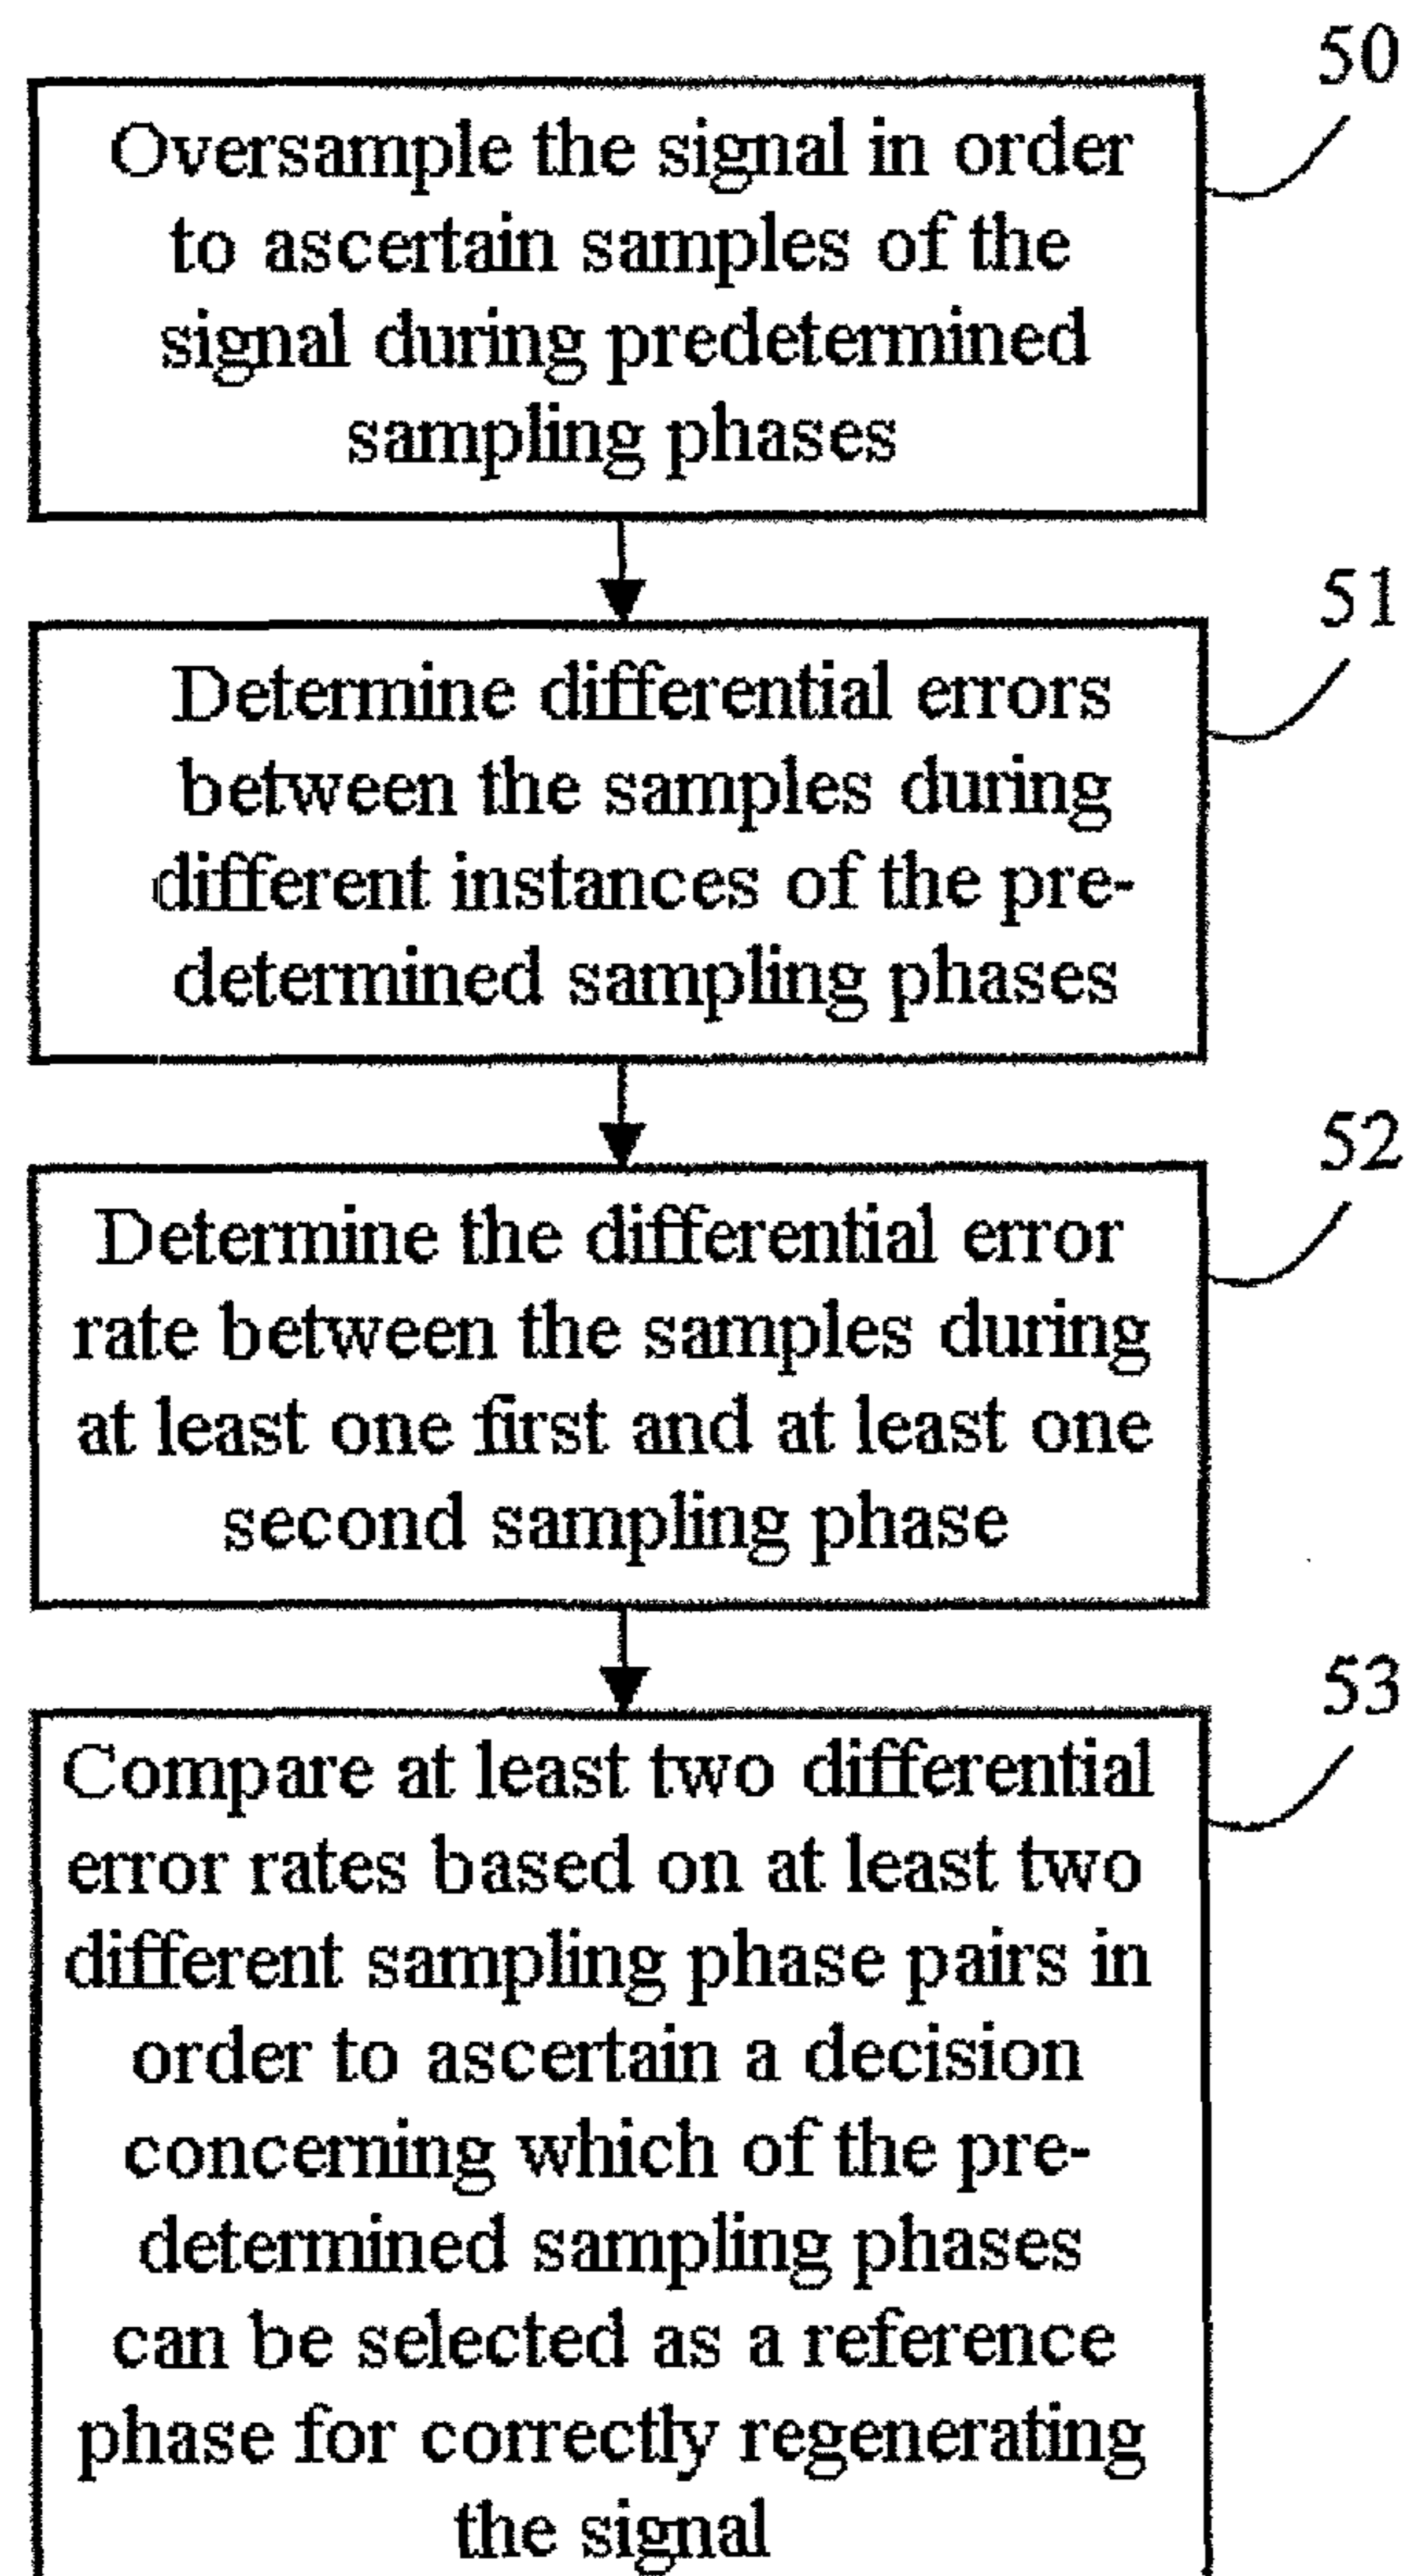 50
Oversample the signal in order
to ascertain samples of the
signal during predetermined
sampling phases
51
Determine differential errors
between the samples during
different instances of the pre-
determined sampling phases
52
Determine the differential error
rate between the samples during
at least one first and at least one
second sampling phase
53
Compare at least two differential
error rates based on at least two
different sampling phase pairs in
order to ascertain a decision
concerning which of the pre-
determined sampling phases
can be selected as a reference
phase for correctly regenerating
the signal